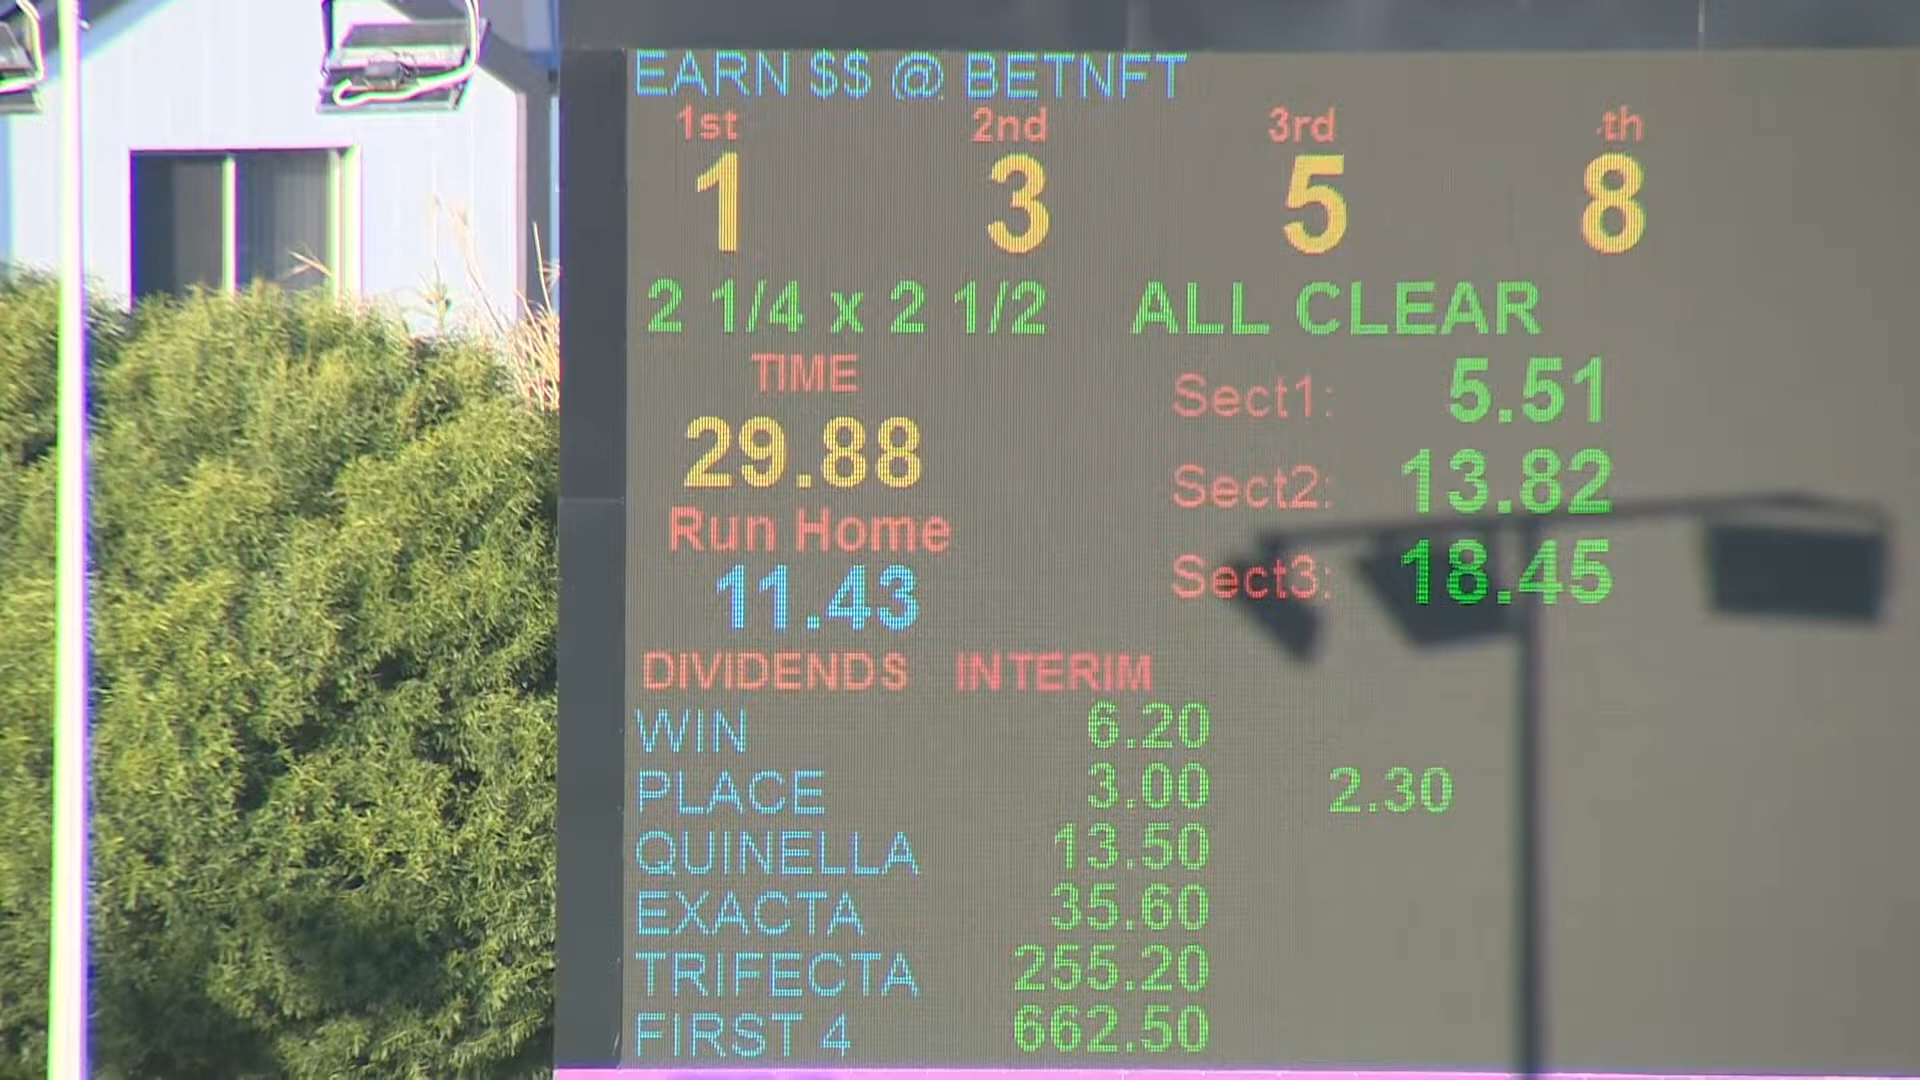 EARN $$ @ BETNFT
1st 2nd 3rd th
1 3 5 8
2 1/4 x 2 1/2 ALL CLEAR
TIME
29.88
Run Home
11.43
Sect1: 5.51
Sect2: 13.82
Sect3: 18.45
DIVIDENDS INTERIM
WIN 6.20
PLACE 3.00 2.30
QUINELLA 13.50
EXACTA 35.60
TRIFECTA 255.20
FIRST 4 662.50